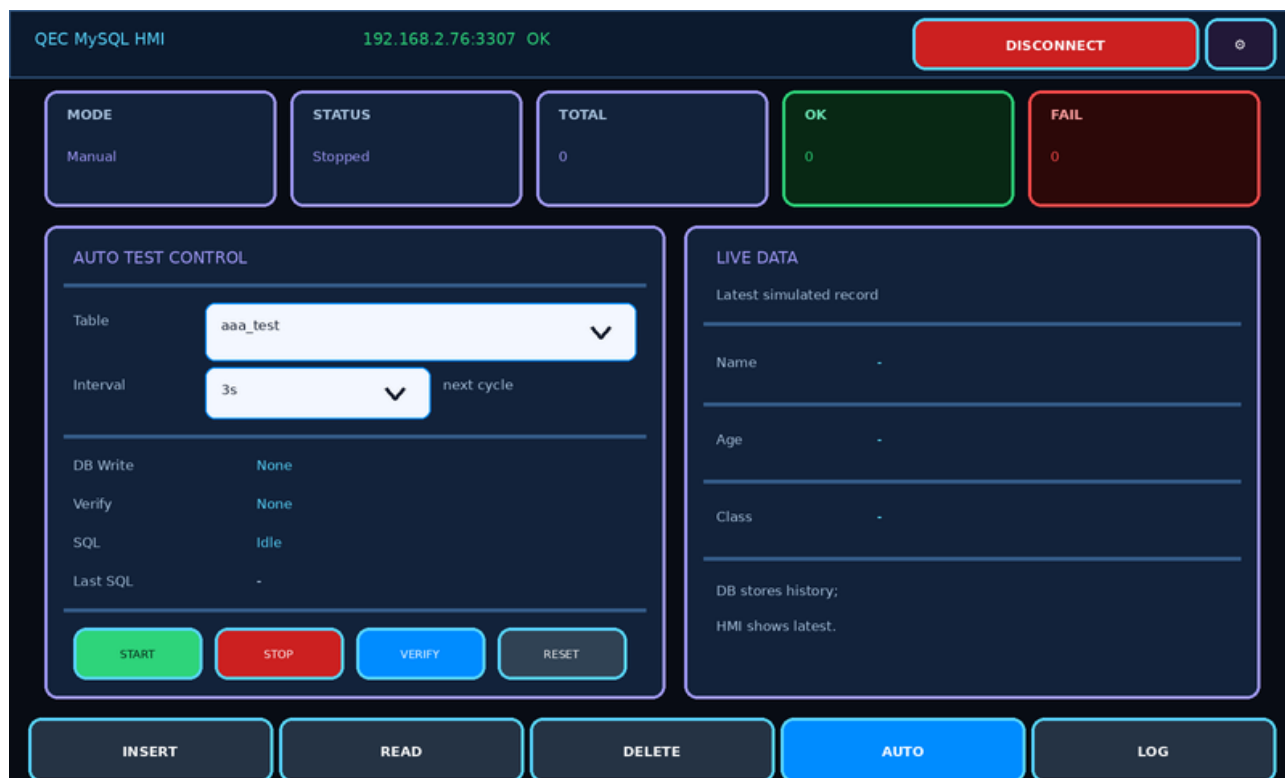 QEC MySQL HMI
192.168.2.76:3307 OK
DISCONNECT
⚙
MODE
Manual
STATUS
Stopped
TOTAL
0
OK
0
FAIL
0
AUTO TEST CONTROL
Table
aaa_test
Interval
3s
next cycle
DB Write
None
Verify
None
SQL
Idle
Last SQL
-
START
STOP
VERIFY
RESET
LIVE DATA
Latest simulated record
Name
-
Age
-
Class
-
DB stores history;
HMI shows latest.
INSERT
READ
DELETE
AUTO
LOG